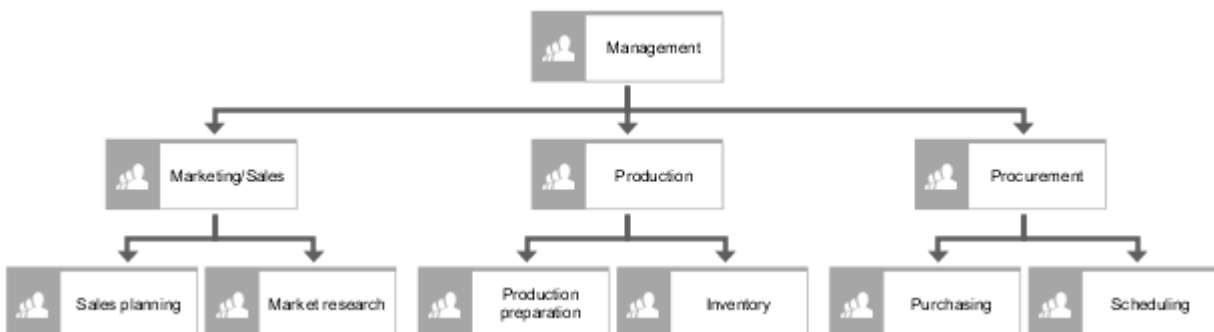 Management
Marketing/Sales
Production
Procurement
Sales planning
Market research
Production
preparation
Inventory
Purchasing
Scheduling